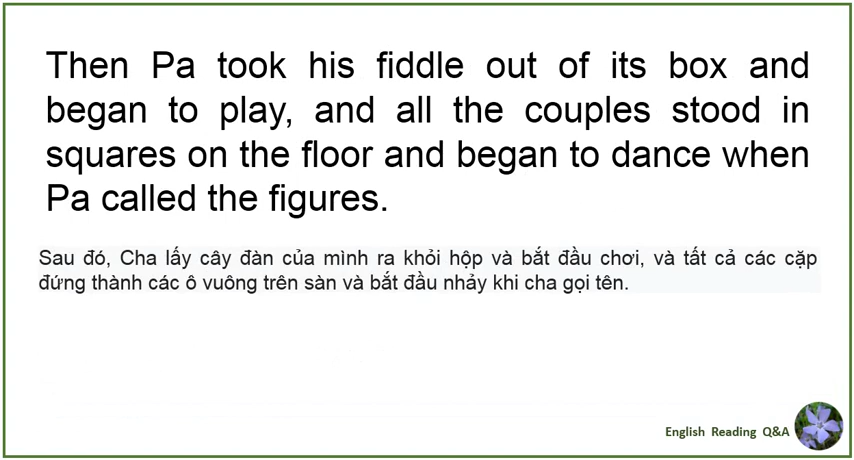 Then Pa took his fiddle out of its box and
began to play, and all the couples stood in
squares on the floor and began to dance when
Pa called the figures.
Sau đó, Cha lấy cây đàn của mình ra khỏi hộp và bắt đầu chơi, và tất cả các cặp
đứng thành các ô vuông trên sàn và bắt đầu nhảy khi cha gọi tên.
English Reading Q&A